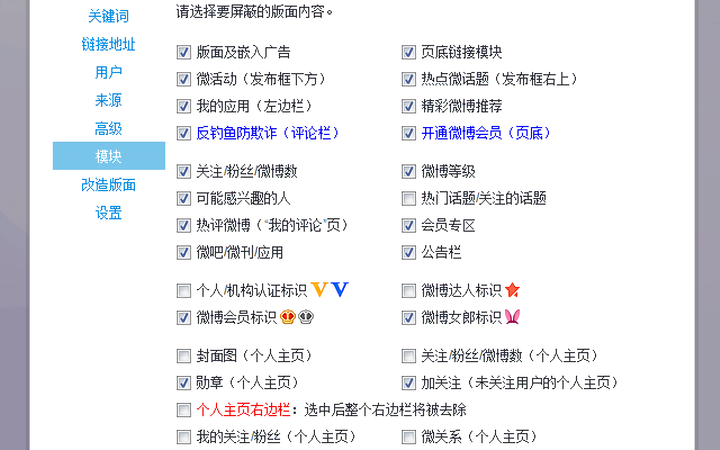 关键词
链接地址
用户
来源
高级
模块
改造版面
设置
请选择要屏蔽的版面内容。
版面及嵌入广告
页底链接模块
微活动（发布框下方）
热点微话题（发布框右上）
我的应用（左边栏）
精彩微博推荐
反钓鱼防欺诈（评论栏）
开通微博会员（页底）
关注/粉丝/微博数
微博等级
可能感兴趣的人
热门话题/关注的话题
热评微博（“我的评论”页）
会员专区
微吧/微刊/应用
公告栏
个人/机构认证标识 V V
微博达人标识
微博会员标识
微博女郎标识
封面图（个人主页）
关注/粉丝/微博数（个人主页）
勋章（个人主页）
加关注（未关注用户的个人主页）
个人主页右边栏：选中后整个右边栏将被去除
我的关注/粉丝（个人主页）
微关系（个人主页）